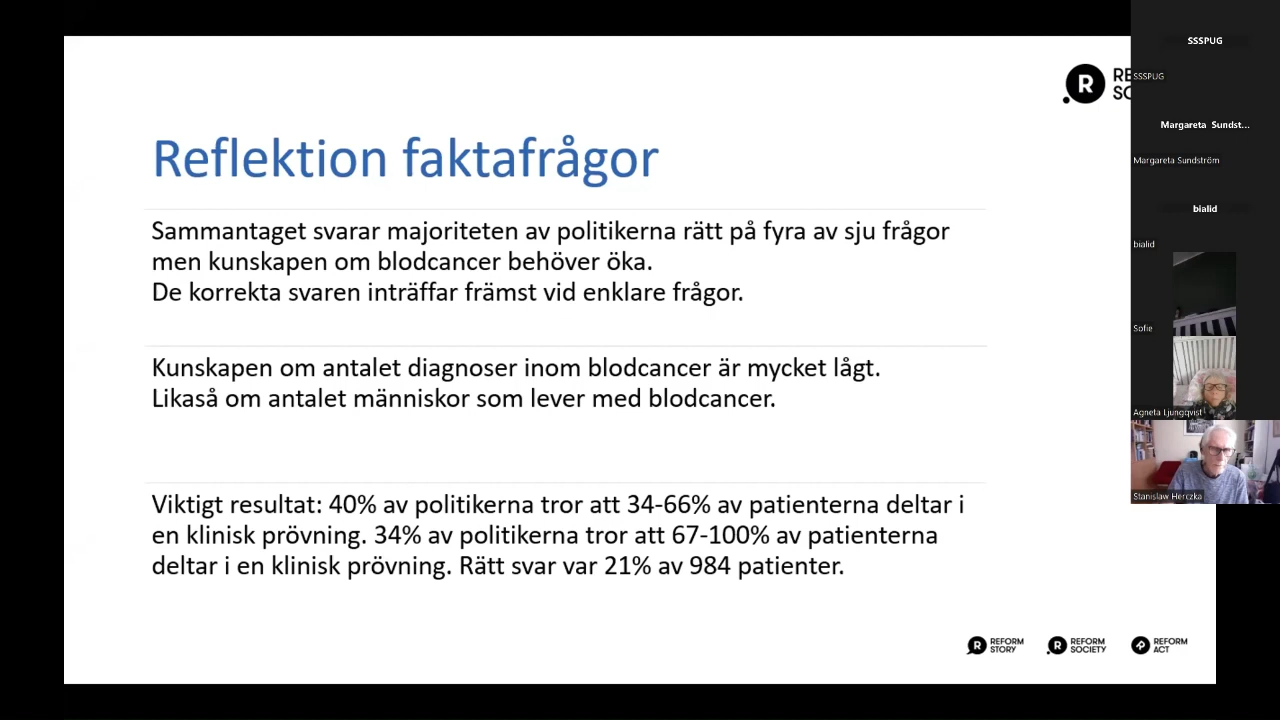 Reflektion faktafrågor
Sammantaget svarar majoriteten av politikerna rätt på fyra av sju frågor
men kunskapen om blodcancer behöver öka.
De korrekta svaren inträffar främst vid enklare frågor.
Kunskapen om antalet diagnoser inom blodcancer är mycket lågt.
Likaså om antalet människor som lever med blodcancer.
Viktigt resultat: 40% av politikerna tror att 34-66% av patienterna deltar i
en klinisk prövning. 34% av politikerna tror att 67-100% av patienterna
deltar i en klinisk prövning. Rätt svar var 21% av 984 patienter.
R
RE
SO
R REFORM
STORY
R REFORM
SOCIETY
R REFORM
ACT
SSSPUG
SSSPUG
Margareta Sundst...
Margareta Sundström
bialid
bialid
Sofie
Agneta Ljungqvist
Stanislaw Herczka